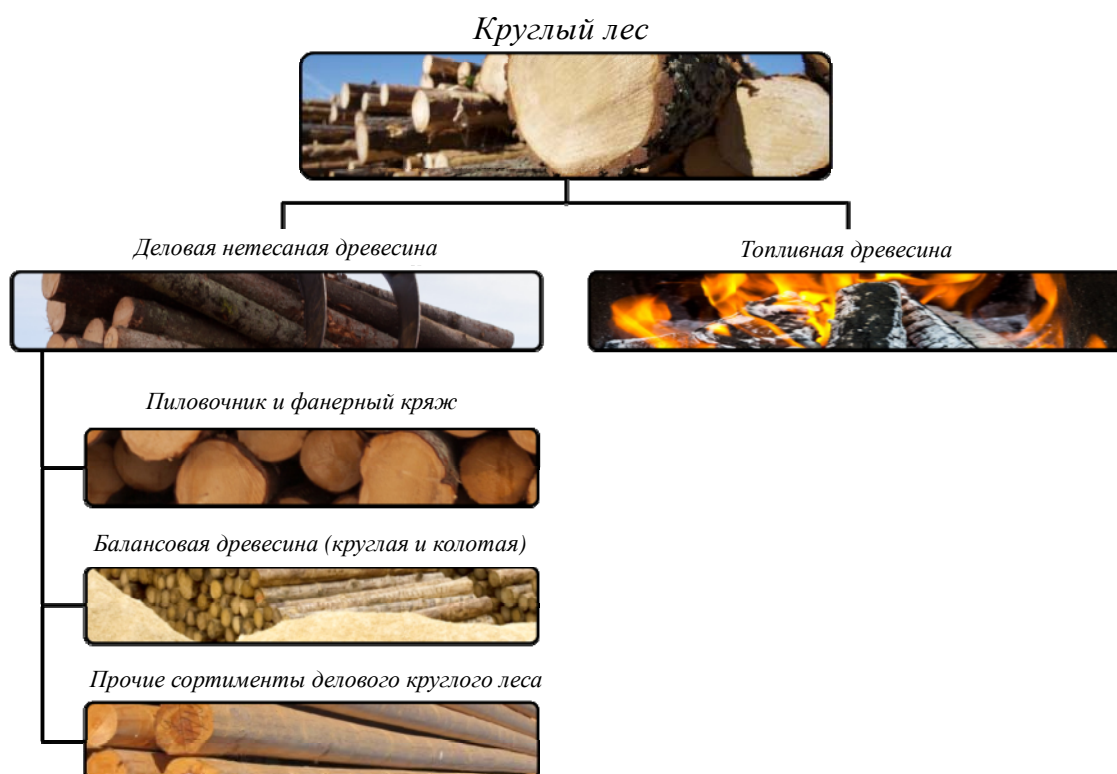 Круглый лес
Деловая нетесаная древесина
Топливная древесина
Пиловочник и фанерный кряж
Балансовая древесина (круглая и колотая)
Прочие сортименты делового круглого леса